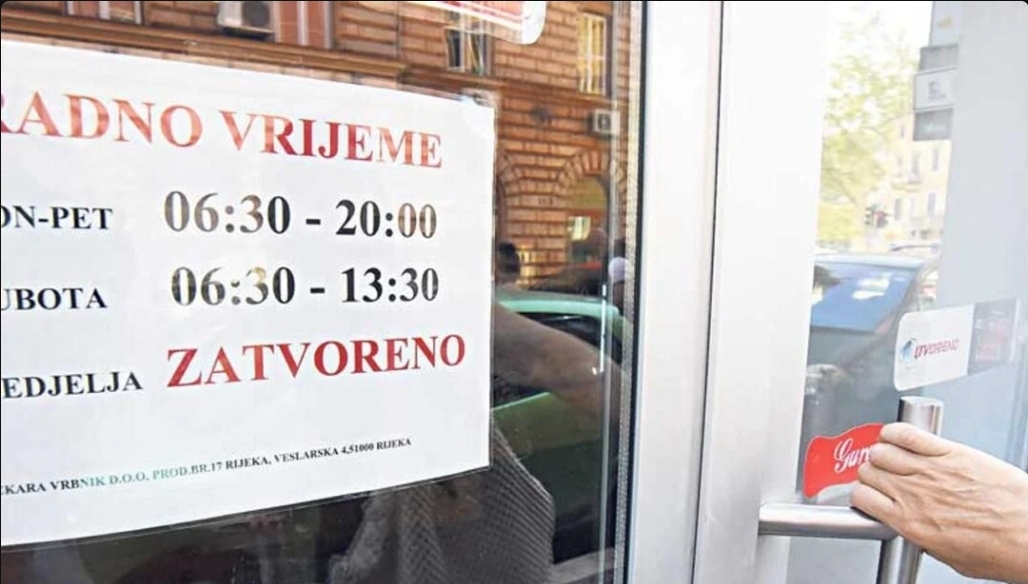 RADNO VRIJEME
ON-PET 06:30 - 20:00
UBOTA 06:30 - 13:30
EDJELJA ZATVORENO
EKARA VRBNIK D.O.O, PROD.BR.17 RIJEKA, VESLARSKA 4,51000 RIJEKA
OTVORENO
Gur